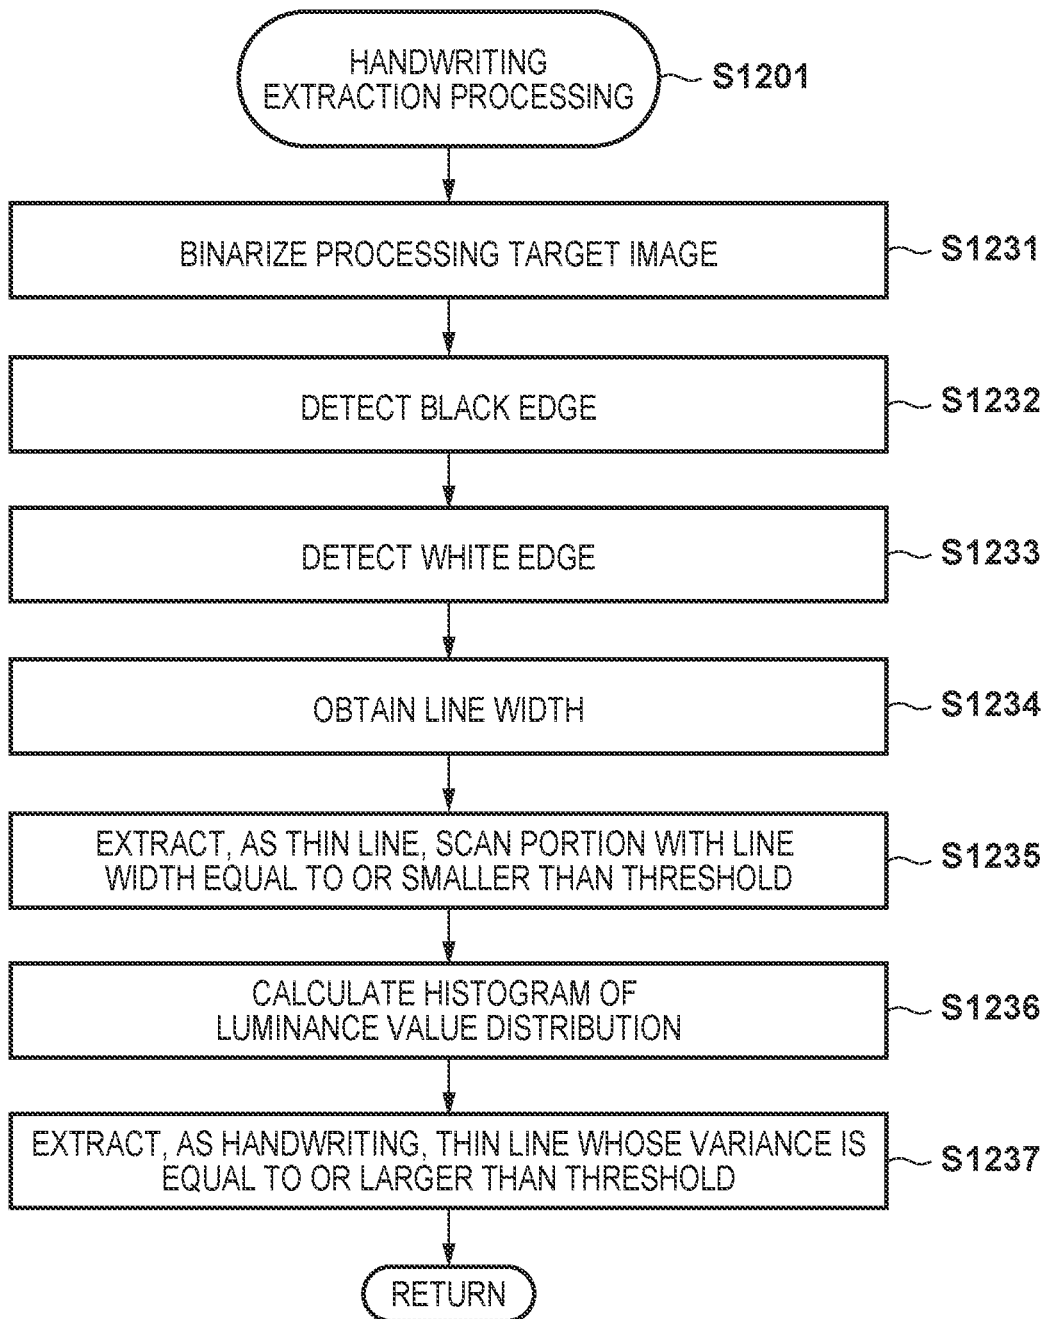 HANDWRITING
EXTRACTION PROCESSING
S1201
BINARIZE PROCESSING TARGET IMAGE
S1231
DETECT BLACK EDGE
S1232
DETECT WHITE EDGE
S1233
OBTAIN LINE WIDTH
S1234
EXTRACT, AS THIN LINE, SCAN PORTION WITH LINE
WIDTH EQUAL TO OR SMALLER THAN THRESHOLD
S1235
CALCULATE HISTOGRAM OF
LUMINANCE VALUE DISTRIBUTION
S1236
EXTRACT, AS HANDWRITING, THIN LINE WHOSE VARIANCE IS
EQUAL TO OR LARGER THAN THRESHOLD
S1237
RETURN